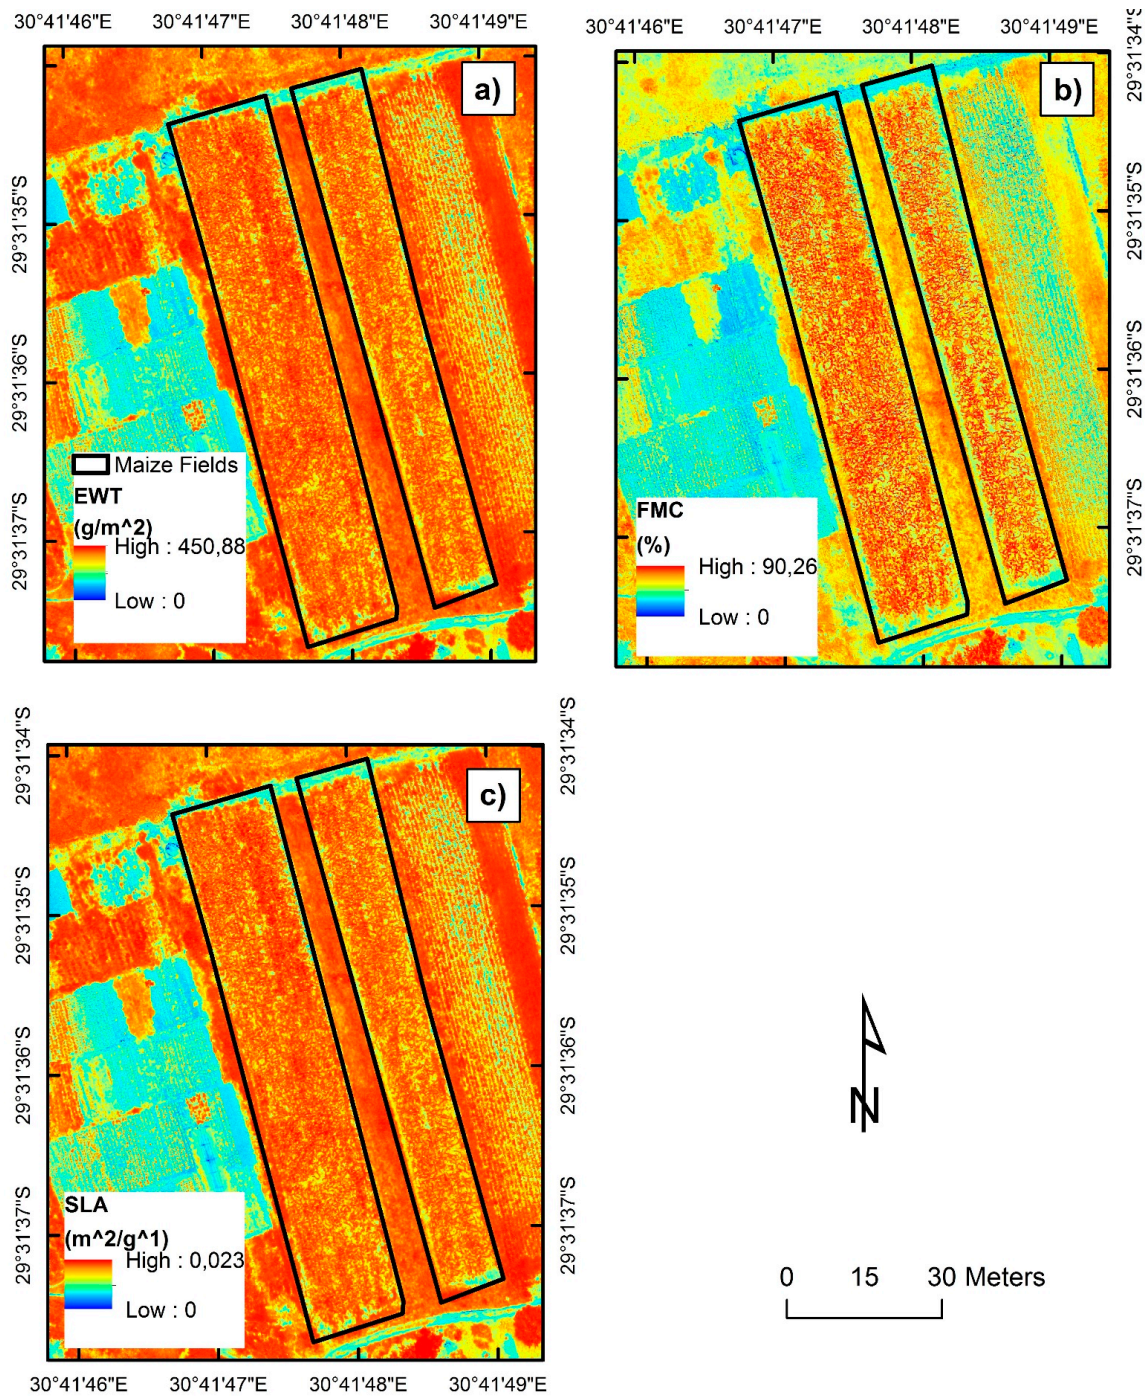 30°41'46"E 30°41'47"E 30°41'48"E 30°41'49"E
30°41'46"E 30°41'47"E 30°41'48"E 30°41'49"E
a)
b)
29°31'34"S
29°31'35"S
29°31'35"S
29°31'36"S
29°31'36"S
29°31'37"S
29°31'37"S
Maize Fields
EWT
(g/m^2)
High : 450,88
Low : 0
FMC
(%)
High : 90,26
Low : 0
29°31'34"S
29°31'34"S
c)
29°31'35"S
29°31'35"S
29°31'36"S
29°31'36"S
29°31'37"S
29°31'37"S
SLA
(m^2/g^1)
High : 0,023
Low : 0
30°41'46"E 30°41'47"E 30°41'48"E 30°41'49"E
N
0 15 30 Meters